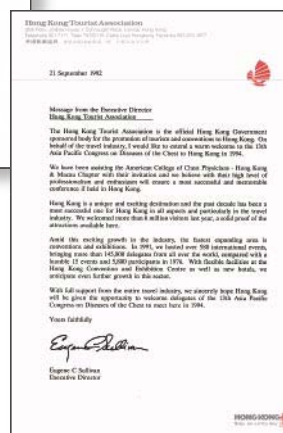 Hong Kong Tourist Association
21 September 1992
Message from the Executive Director
Hong Kong Tourist Association
The Hong Kong Tourist Association is the official Hong Kong Government
sponsored body for the promotion of tourism and conventions to Hong Kong. On
behalf of the travel industry, I would like to extend a warm welcome to the 13th
Asia Pacific Congress on Diseases of the Chest to Hong Kong in 1994.
We have been assisting the American College of Chest Physicians - Hong Kong
& Macau Chapter with their invitation and we believe with their high level of
professionalism and enthusiasm will ensure a most successful and memorable
conference if held in Hong Kong.
Hong Kong is a unique and exciting destination and the past decade has been a
most successful one for Hong Kong in all aspects and particularly in the travel
industry. We welcomed more than 6 million visitors last year, a solid proof of the
attractions available here.
Amid this exciting growth in the industry, the fastest expanding area is
conventions and exhibitions. In 1991, we hosted over 500 international events,
bringing more than 145,000 delegates from all over the world, compared with a
humble 15 events and 5,600 participants in 1976. With flexible facilities at the
Hong Kong Convention and Exhibition Centre as well as new hotels, we
anticipate even further growth in this.
With full support from the entire travel industry, we sincerely hope Hong Kong
will be given the opportunity to welcome delegates of the 13th Asia Pacific
Congress on Diseases of the Chest to meet here in 1994.
Yours faithfully
Eugene C Sullivan
Executive Director
HONG KONG